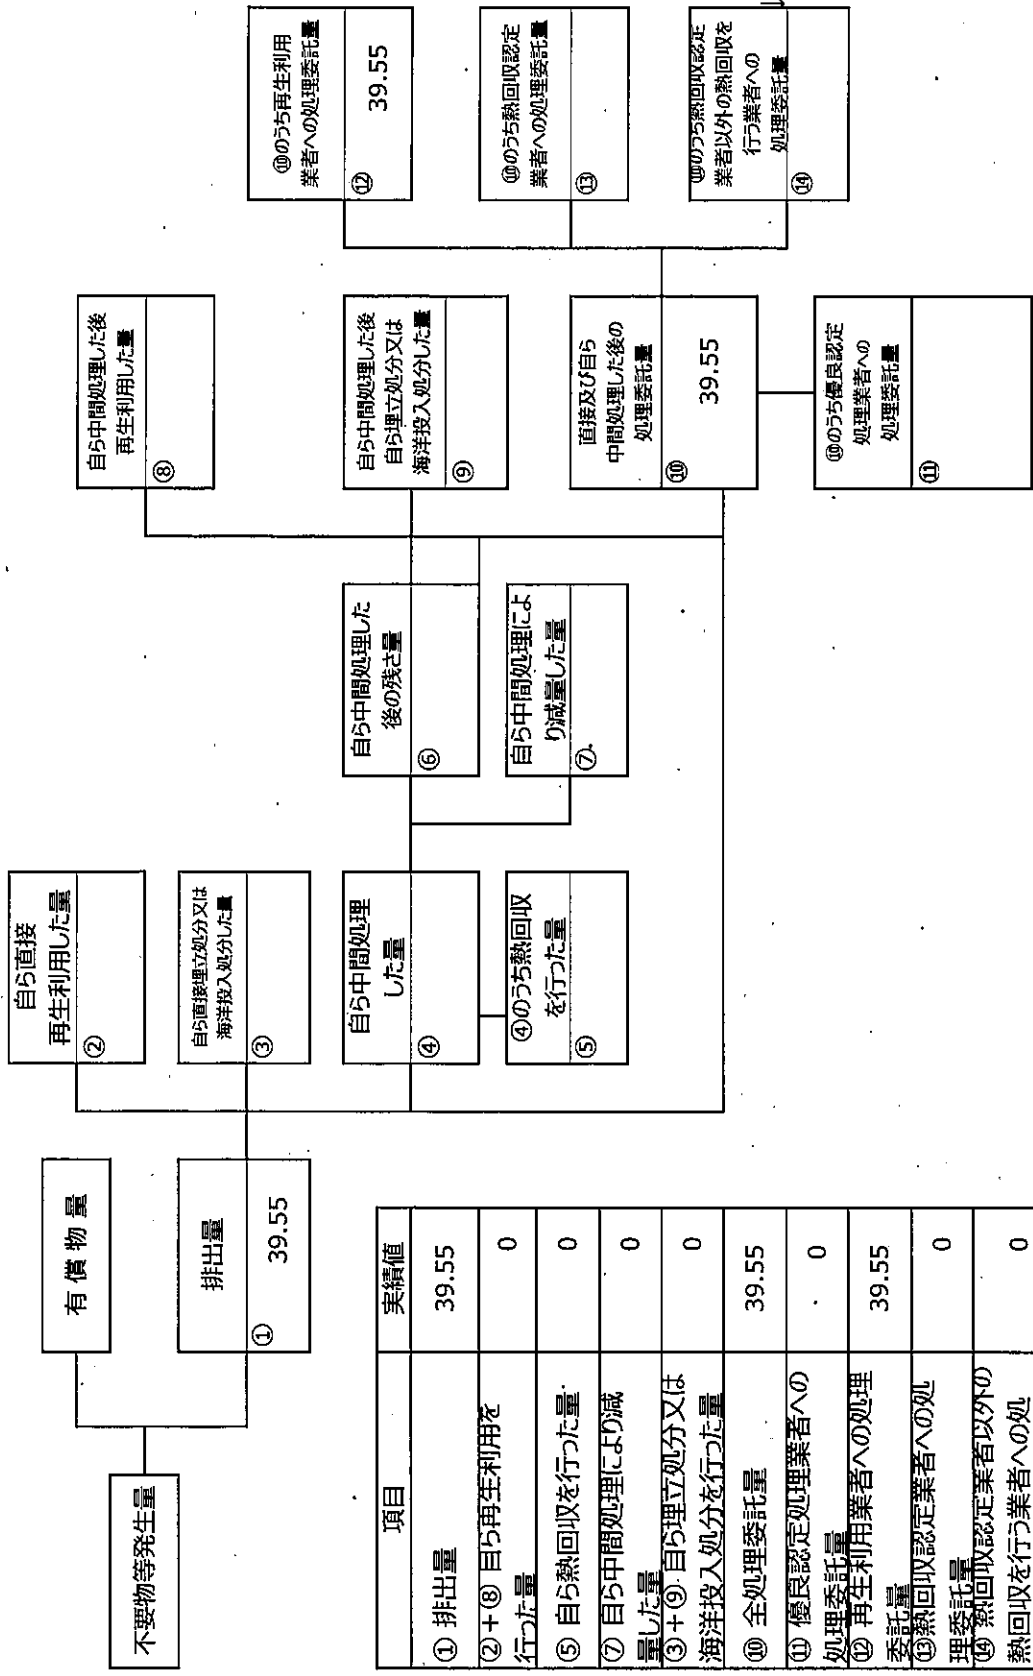 不要物等発生量
有償物量
排出量
①
39.55
自ら直接
再生利用した量
②
自ら直接埋立処分又は
海洋投入処分した量
③
自ら中間処理
した量
④
④のうち熱回収
を行った量
⑤
自ら中間処理した
後の残さ量
⑥
自ら中間処理によ
り減量した量
⑦
自ら中間処理した後
再生利用した量
⑧
自ら中間処理した後
自ら埋立処分又は
海洋投入処分した量
⑨
直接及び自ら
中間処理した後の
処理委託量
⑩
39.55
⑩のうち優良認定
処理業者への
処理委託量
⑪
⑩のうち再生利用
業者への処理委託量
⑫
39.55
⑩のうち熱回収認定
業者への処理委託量
⑬
⑩のうち熱回収認定
業者以外の熱回収を
行う業者への
処理委託量
⑭
項目 実績値
① 排出量 39.55
②+⑧ 自ら再生利用を
行った量 0
⑤ 自ら熱回収を行った量 0
⑦ 自ら中間処理により減
量した量 0
③+⑨ 自ら埋立処分又は
海洋投入処分を行った量 0
⑩ 全処理委託量 39.55
⑪ 優良認定処理業者への
処理委託量 0
⑫ 再生利用業者への処理
委託量 39.55
⑬熱回収認定業者への処
理委託量 0
⑭ 熱回収認定業者以外の
熱回収を行う業者への処 0